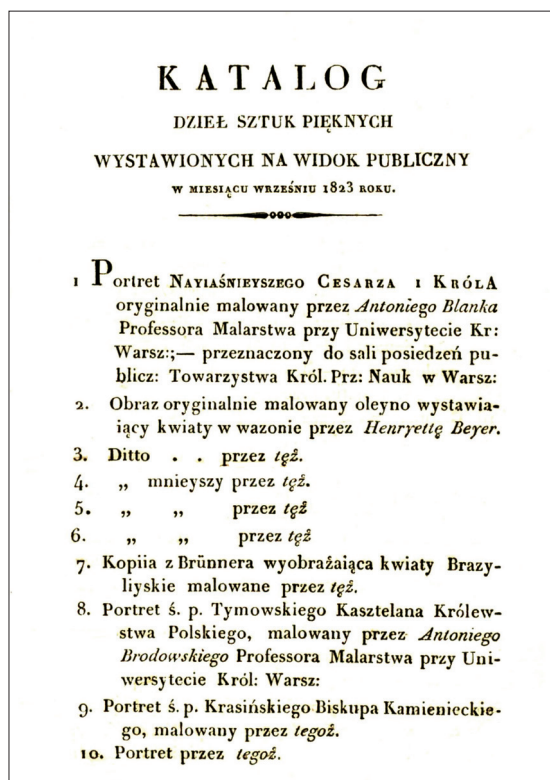 KATALOG
DZIEŁ SZTUK PIĘKNYCH
WYSTAWIONYCH NA WIDOK PUBLICZNY
W MIESIĄCU WRZEŚNIU 1823 ROKU.
1 Portret NAYIAŚNIEYSZEGO CESARZA I KRÓLA
oryginalnie malowany przez Antoniego Blanka
Professora Malarstwa przy Uniwersytecie Kr:
Warsz:;— przeznaczony do sali posiedzeń pu-
blicz: Towarzystwa Król. Prz: Nauk w Warsz:
2. Obraz oryginalnie malowany oleyno wystawia-
iący kwiaty w wazonie przez Henryettę Beyer.
3. Ditto . . przez tęż.
4. „ mnieyszy przez tęż.
5. „ „ przez tęż
6. „ „ przez tęż
7. Kopiia z Brünnera wyobrażaiąca kwiaty Brazy-
liyskie malowane przez tęż.
8. Portret ś. p. Tymowskiego Kasztelana Królew-
stwa Polskiego, malowany przez Antoniego
Brodowskiego Professora Malarstwa przy Uni-
wersytecie Król: Warsz:
9. Portret ś. p. Krasińskiego Biskupa Kamienieckie-
go, malowany przez tegoż.
10. Portret przez tegoż.